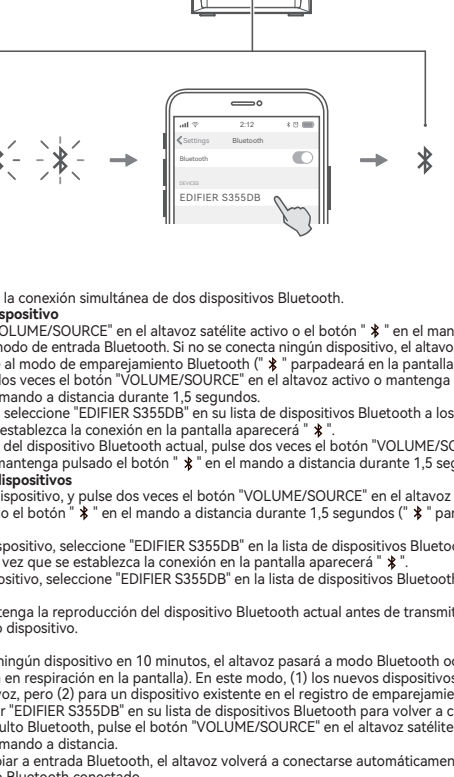 2:12
Settings Bluetooth
Bluetooth
DEVICES
EDIFIER S355DB
la conexión simultánea de dos dispositivos Bluetooth.
spositivo
OLUME/SOURCE" en el altavoz satélite activo o el botón " " en el man
modo de entrada Bluetooth. Si no se conecta ningún dispositivo, el altavo
e al modo de emparejamiento Bluetooth (" " parpadeará en la pantalla
dos veces el botón "VOLUME/SOURCE" en el altavoz activo o mantenga
mando a distancia durante 1,5 segundos.
seleccione "EDIFIER S355DB" en su lista de dispositivos Bluetooth a los
establezca la conexión en la pantalla aparecerá " ".
del dispositivo Bluetooth actual, pulse dos veces el botón "VOLUME/SO
mantenga pulsado el botón " " en el mando a distancia durante 1,5 seg
dispositivos
ispositivo, y pulse dos veces el botón "VOLUME/SOURCE" en el altavoz
o el botón " " en el mando a distancia durante 1,5 segundos (" " par
spositivo, seleccione "EDIFIER S355DB" en la lista de dispositivos Bluetoo
vez que se establezca la conexión en la pantalla aparecerá " ".
positivo, seleccione "EDIFIER S355DB" en la lista de dispositivos Bluetooth
tenga la reproducción del dispositivo Bluetooth actual antes de transmit
o dispositivo.
ningún dispositivo en 10 minutos, el altavoz pasará a modo Bluetooth oc
n en respiración en la pantalla). En este modo, (1) los nuevos dispositivos
voz, pero (2) para un dispositivo existente en el registro de emparejamie
r "EDIFIER S355DB" en su lista de dispositivos Bluetooth para volver a c
ulto Bluetooth, pulse el botón "VOLUME/SOURCE" en el altavoz satélite
mando a distancia.
piar a entrada Bluetooth, el altavoz volverá a conectarse automáticamen
o Bluetooth conectado.